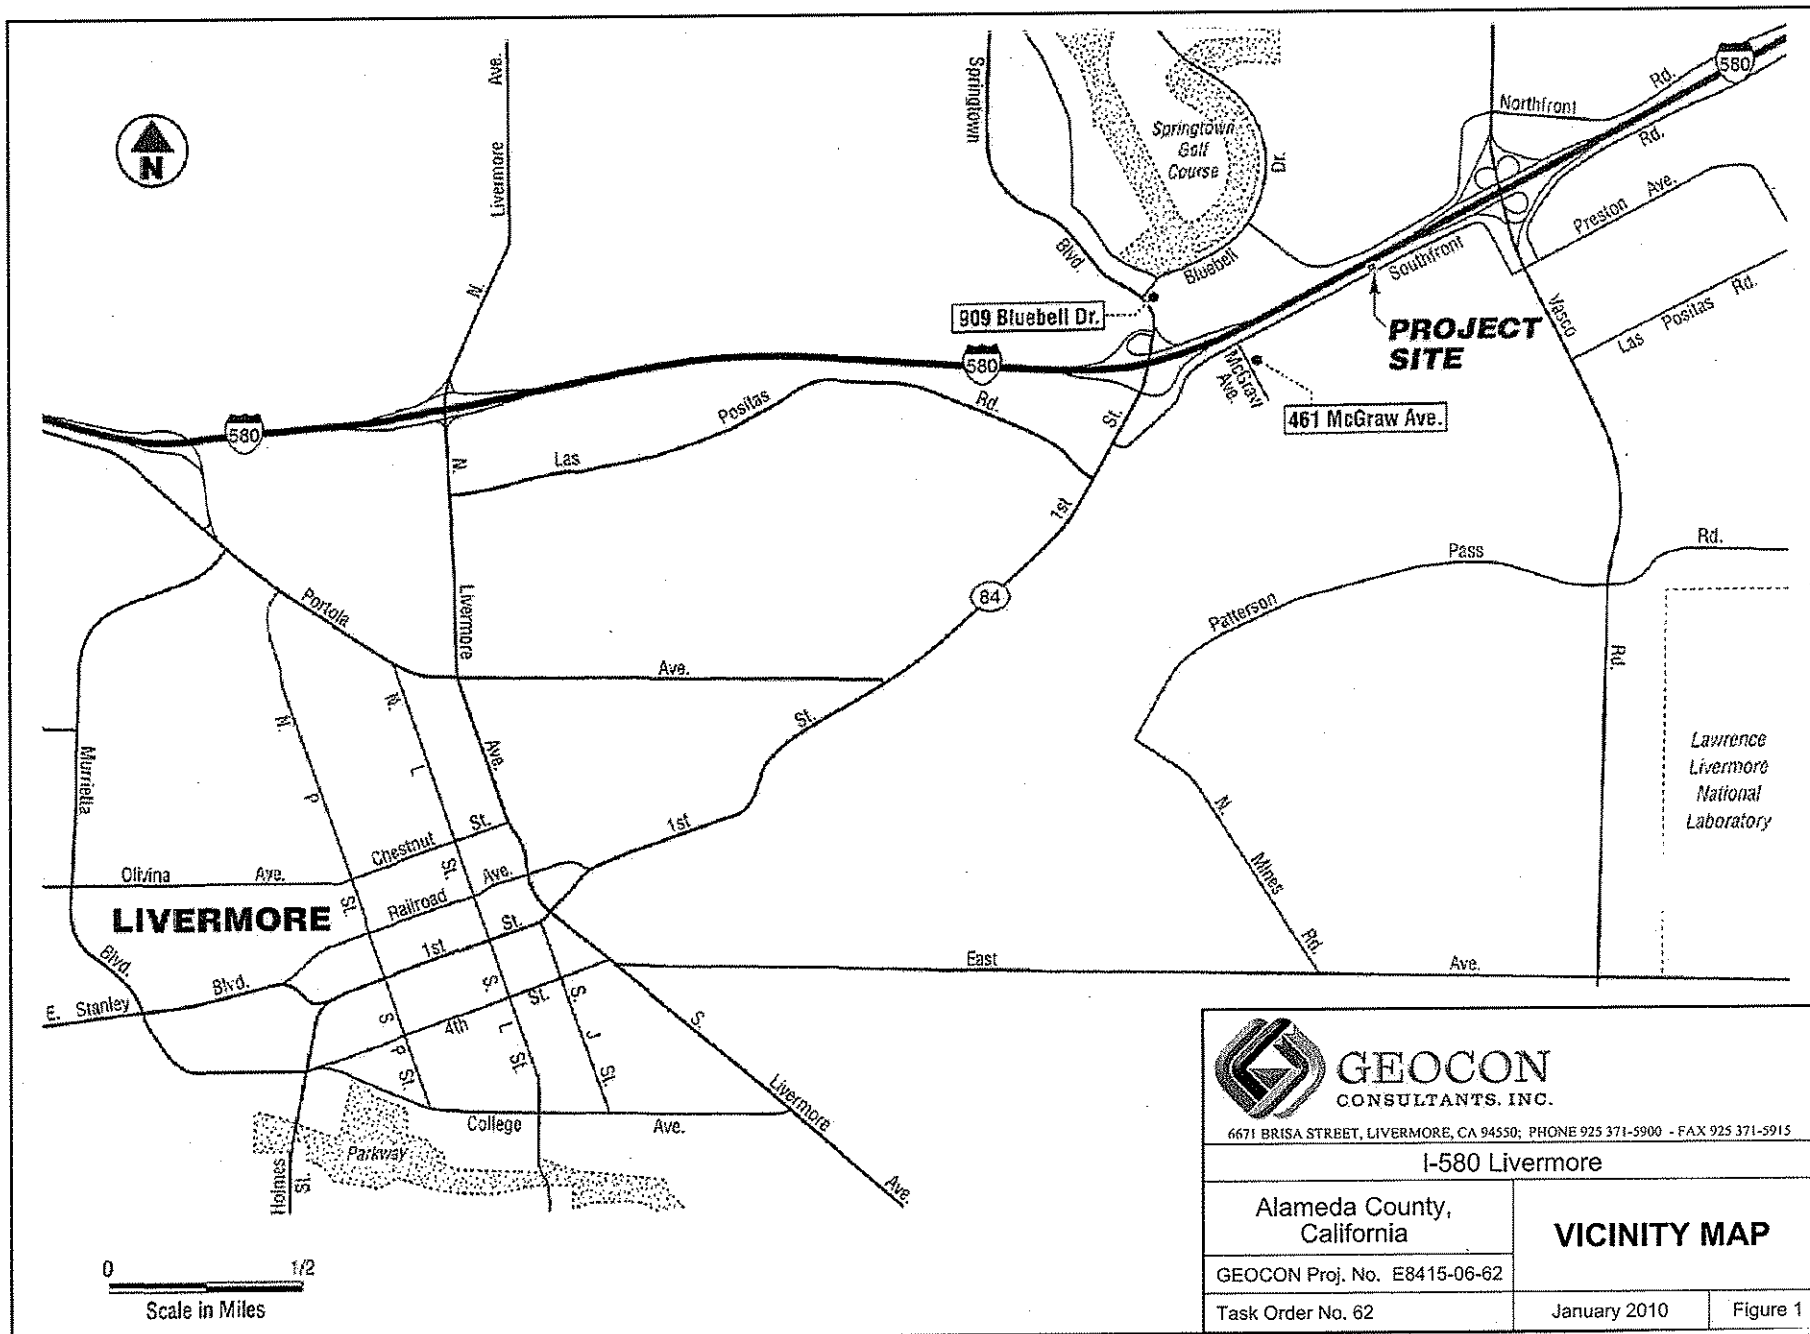 N
N. Livermore Ave.
Springtown Blvd.
Springtown
Golf
Course
Bluebell Dr.
Northfront Rd.
580
Rd.
Preston Ave.
Southfront
Las Positas Rd.
Vasco Rd.
909 Bluebell Dr.
PROJECT
SITE
McGraw
Ave.
461 McGraw Ave.
580
580
Las Positas Rd.
N. Livermore Ave.
1st St.
84
Patterson Pass Rd.
Portola Ave.
Lawrence
Livermore
National
Laboratory
Murrietta Blvd.
N. P St.
N. L St.
St.
1st
N. Mines Rd.
Chestnut St.
Olivina Ave.
Railroad Ave.
LIVERMORE
1st St.
E. Stanley Blvd.
East Ave.
4th St.
S P St.
S. L St.
S. J St.
S. Livermore Ave.
College Ave.
Parkway
Holmes St.
0 1/2
Scale in Miles
GEOCON
CONSULTANTS, INC.
6671 BRISA STREET, LIVERMORE, CA 94550; PHONE 925 371-5900 - FAX 925 371-5915
I-580 Livermore
Alameda County,
California
VICINITY MAP
GEOCON Proj. No. E8415-06-62
Task Order No. 62
January 2010
Figure 1